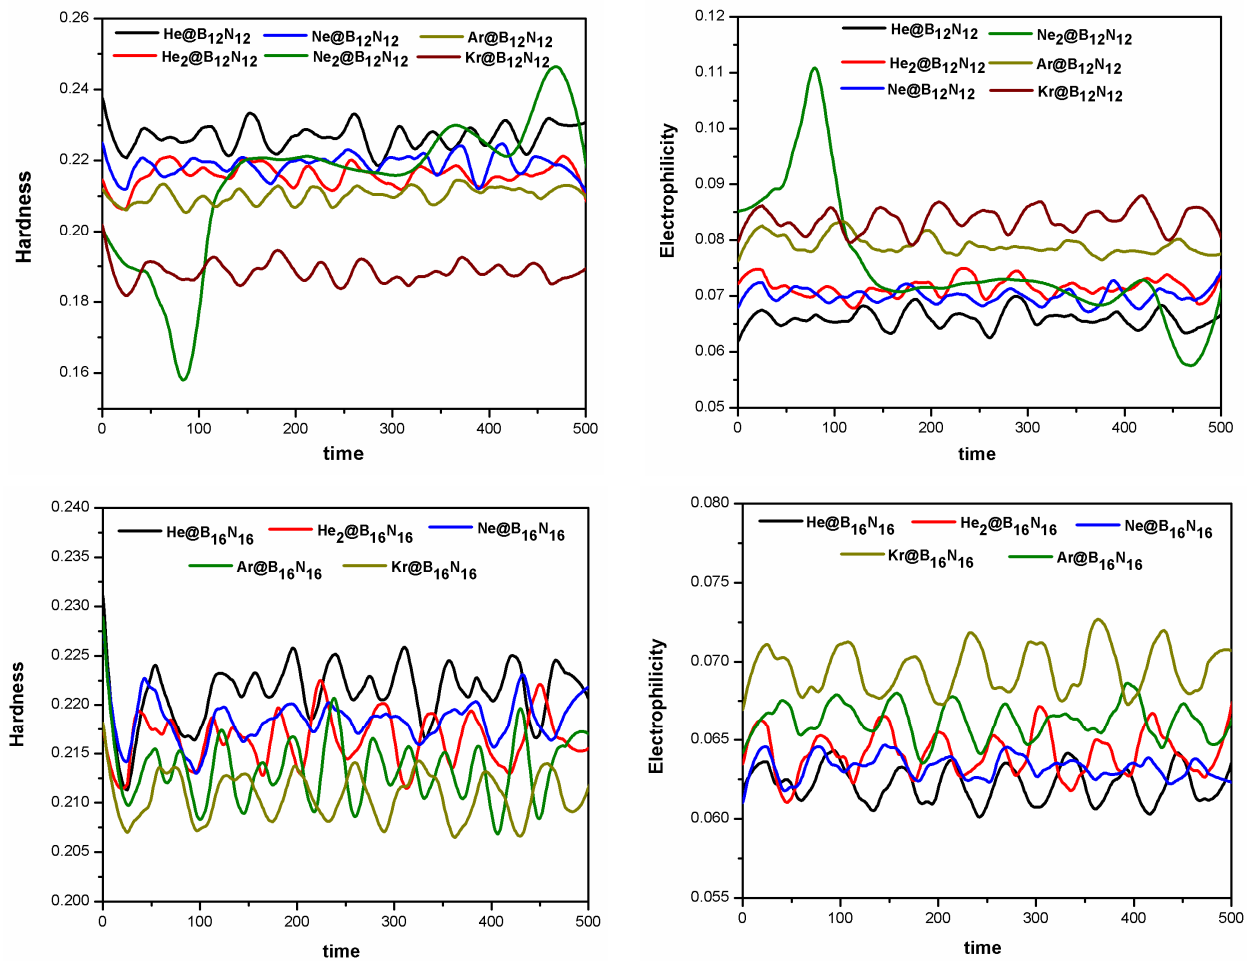 0.26
He@B12N12 Ne@B12N12 Ar@B12N12
He2@B12N12 Ne2@B12N12 Kr@B12N12
0.24
0.22
0.20
0.18
0.16
Hardness
0 100 200 300 400 500
time
0.12
He@B12N12 Ne2@B12N12
He2@B12N12 Ar@B12N12
Ne@B12N12 Kr@B12N12
0.11
0.10
0.09
0.08
0.07
0.06
0.05
Electrophilicity
0 100 200 300 400 500
time
0.240
He@B16N16 He2@B16N16 Ne@B16N16
Ar@B16N16 Kr@B16N16
0.235
0.230
0.225
0.220
0.215
0.210
0.205
0.200
Hardness
0 100 200 300 400 500
time
0.080
He@B16N16 He2@B16N16 Ne@B16N16
Kr@B16N16 Ar@B16N16
0.075
0.070
0.065
0.060
0.055
Electrophilicity
0 100 200 300 400 500
time